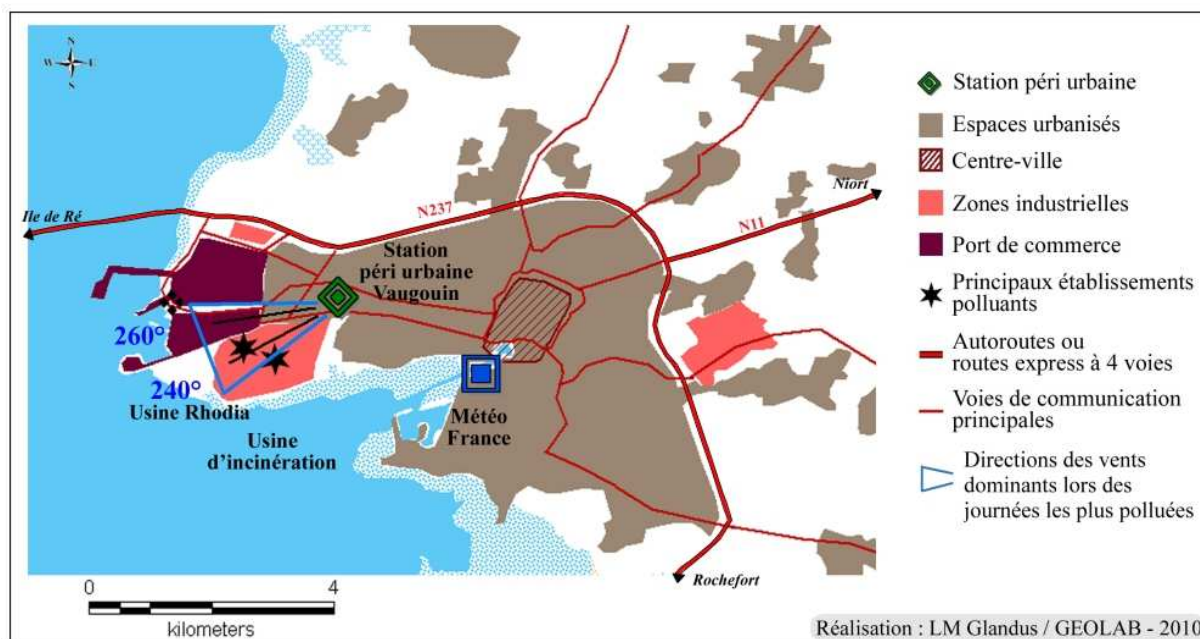 N
W E
S
Ile de Ré
N237
Niort
N11
Station
péri urbaine
Vaugouin
260°
240°
Usine Rhodia
Usine
d'incinération
Météo
France
Rochefort
0 4
kilometers
Station péri urbaine
Espaces urbanisés
Centre-ville
Zones industrielles
Port de commerce
Principaux établissements
polluants
Autoroutes ou
routes express à 4 voies
Voies de communication
principales
Directions des vents
dominants lors des
journées les plus polluées
Réalisation : LM Glandus / GEOLAB - 2010